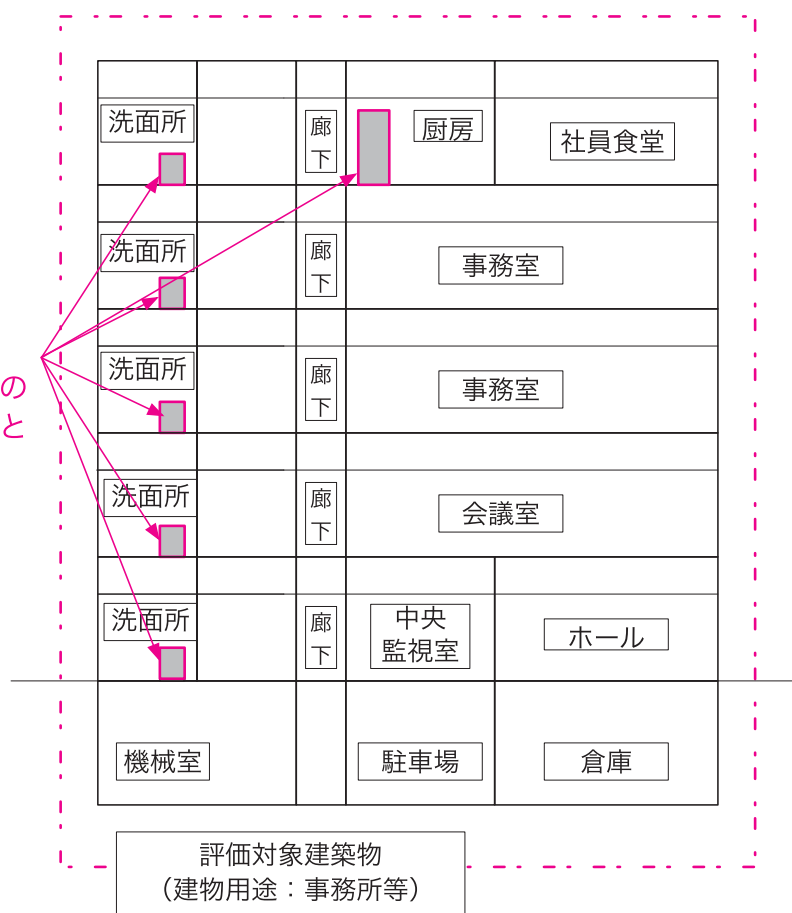 洗面所
廊
下
厨房
社員食堂
洗面所
廊
下
事務室
洗面所
廊
下
事務室
の
と
洗面所
廊
下
会議室
洗面所
廊
下
中央
監視室
ホール
機械室
駐車場
倉庫
評価対象建築物
（建物用途：事務所等）